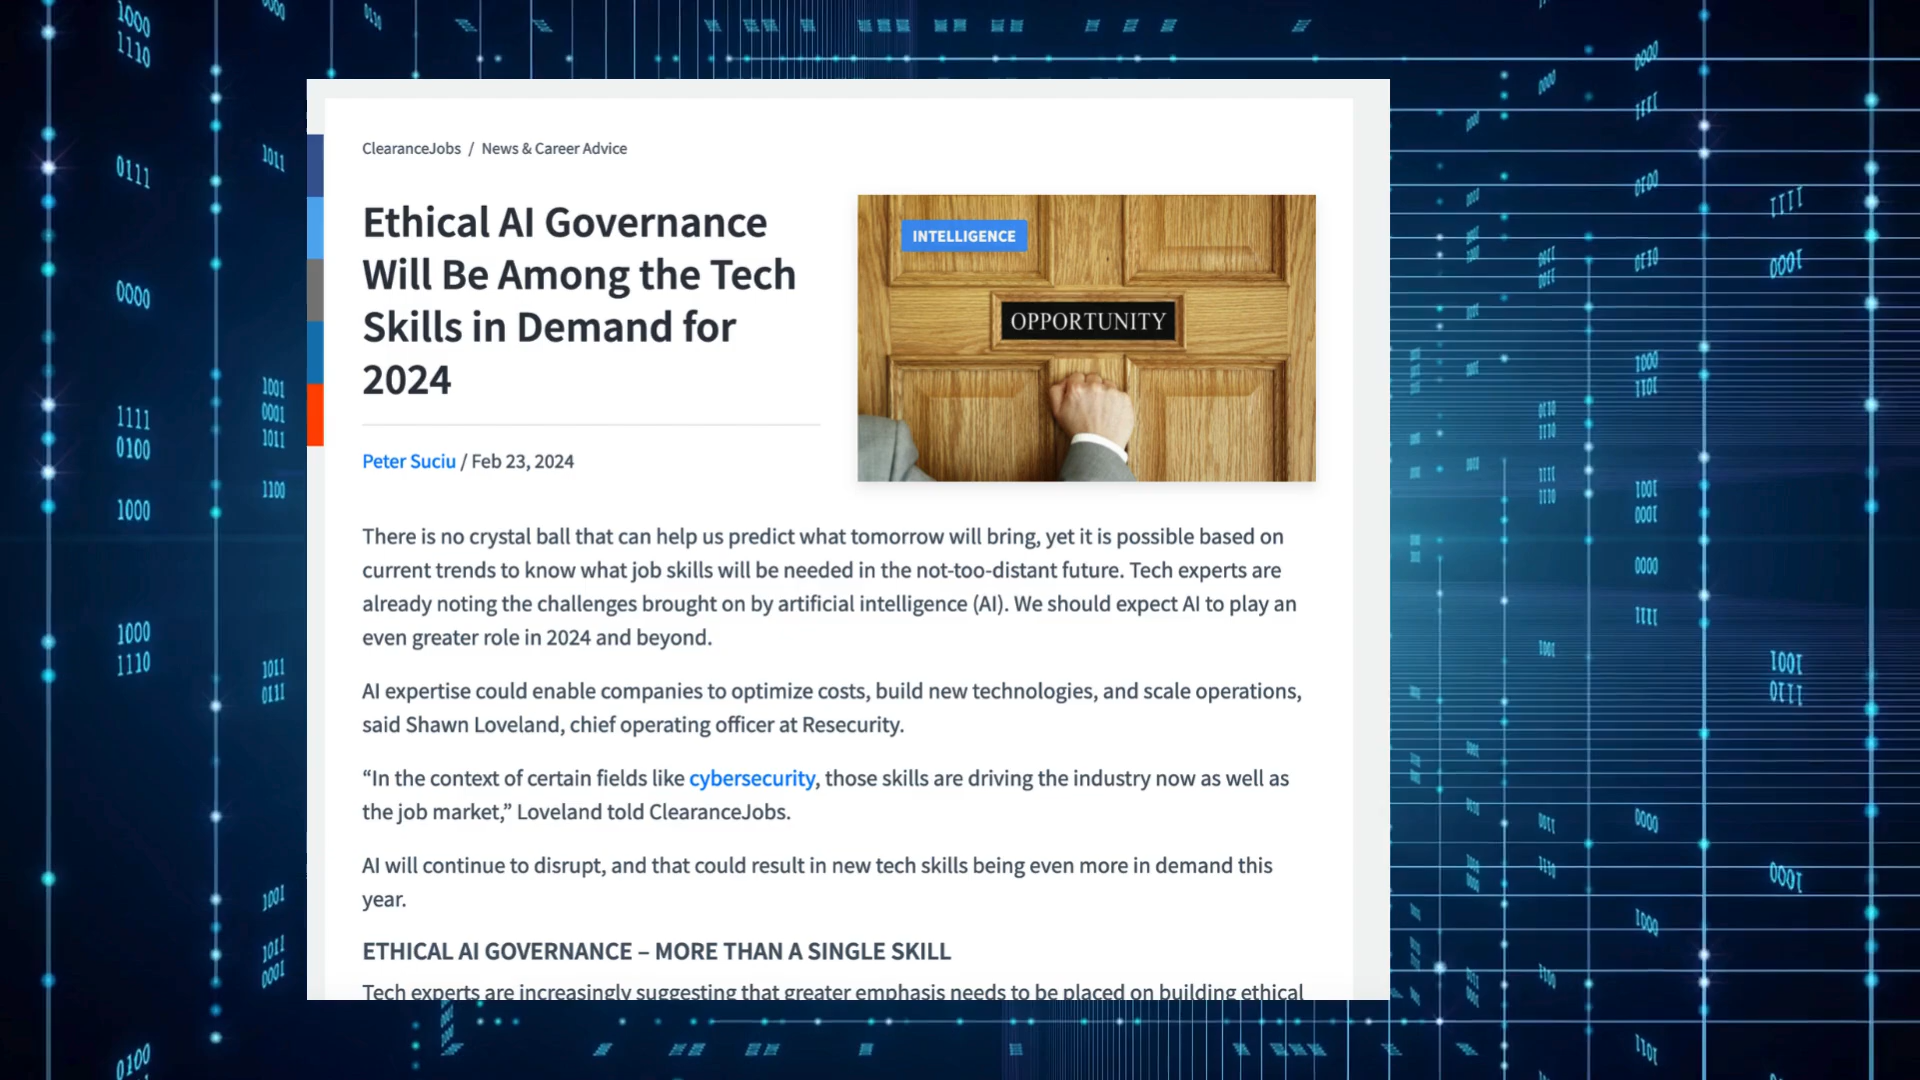 ClearanceJobs / News & Career Advice
Ethical AI Governance
Will Be Among the Tech
Skills in Demand for
2024
INTELLIGENCE
OPPORTUNITY
Peter Suciu / Feb 23, 2024
There is no crystal ball that can help us predict what tomorrow will bring, yet it is possible based on
current trends to know what job skills will be needed in the not-too-distant future. Tech experts are
already noting the challenges brought on by artificial intelligence (AI). We should expect AI to play an
even greater role in 2024 and beyond.
AI expertise could enable companies to optimize costs, build new technologies, and scale operations,
said Shawn Loveland, chief operating officer at Resecurity.
“In the context of certain fields like cybersecurity, those skills are driving the industry now as well as
the job market,” Loveland told ClearanceJobs.
AI will continue to disrupt, and that could result in new tech skills being even more in demand this
year.
ETHICAL AI GOVERNANCE – MORE THAN A SINGLE SKILL
Tech experts are increasingly suggesting that greater emphasis needs to be placed on building ethical